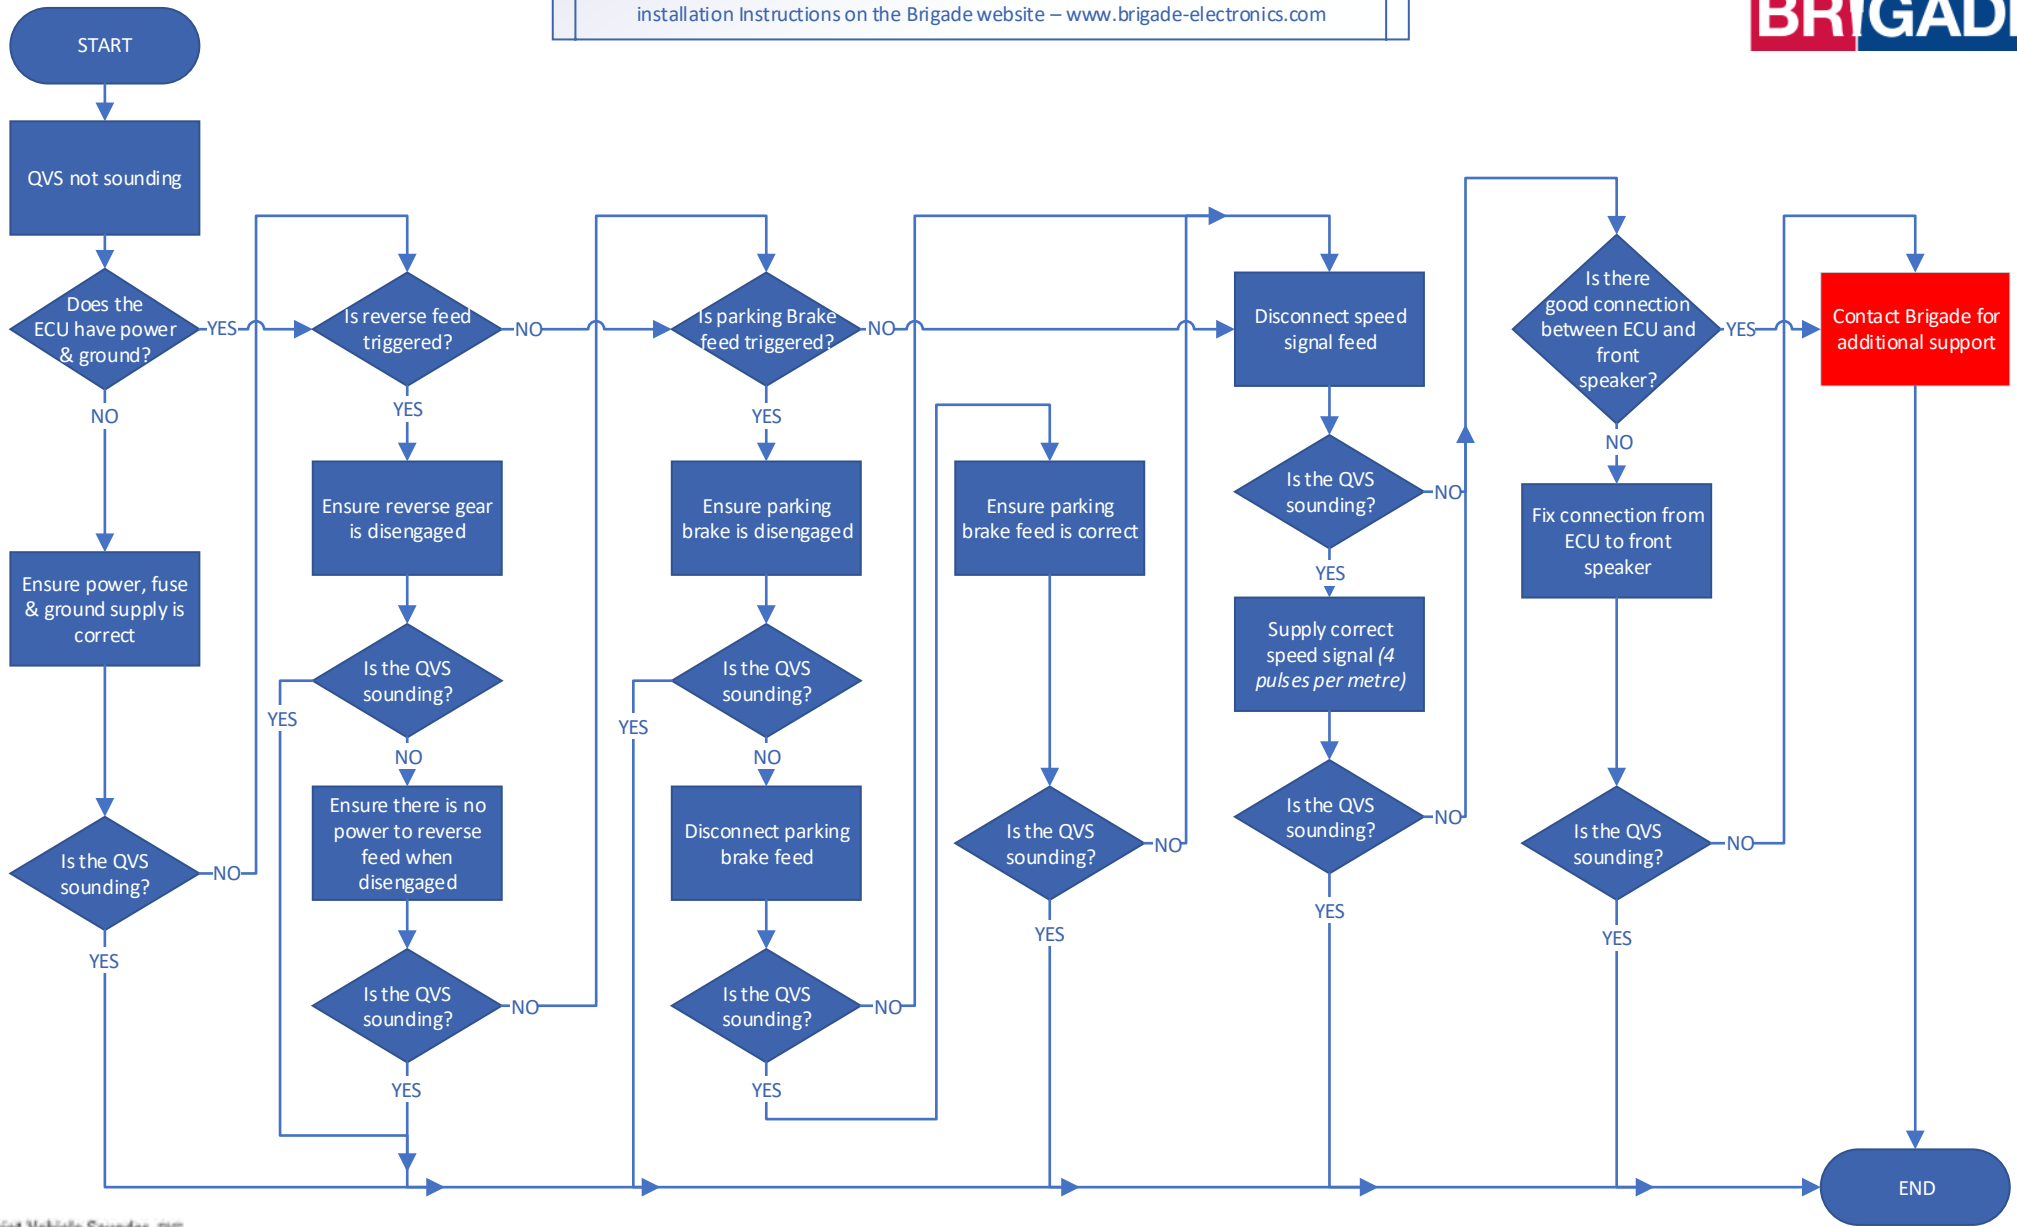 installation Instructions on the Brigade website – www.brigade-electronics.com
BRIGADE
START
QVS not sounding
Does the
ECU have power
& ground?
YES
NO
Ensure power, fuse
& ground supply is
correct
Is the QVS
sounding?
NO
YES
Is reverse feed
triggered?
NO
YES
Ensure reverse gear
is disengaged
Is the QVS
sounding?
YES
NO
Ensure there is no
power to reverse
feed when
disengaged
Is the QVS
sounding?
NO
YES
Is parking Brake
feed triggered?
NO
YES
Ensure parking
brake is disengaged
Is the QVS
sounding?
YES
NO
Disconnect parking
brake feed
Is the QVS
sounding?
NO
YES
Ensure parking
brake feed is correct
Is the QVS
sounding?
NO
YES
Disconnect speed
signal feed
Is the QVS
sounding?
NO
YES
Supply correct
speed signal (4
pulses per metre)
Is the QVS
sounding?
NO
YES
Is there
good connection
between ECU and
front
speaker?
YES
NO
Fix connection from
ECU to front
speaker
Is the QVS
sounding?
NO
YES
Contact Brigade for
additional support
END
Vehicle Sounder